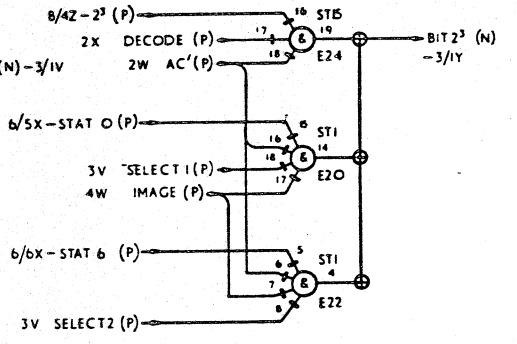 8/4Z-2³ (P)
16
ST15
17
19
2X DECODE (P)
&
BIT 2³ (N)
(N)-3/1V
18
2W AC'(P)
E24
-3/1Y
6/5X-STAT 0 (P)
15
ST1
16
14
18
&
3V SELECT 1 (P)
17
E20
4W IMAGE (P)
6/6X-STAT 6 (P)
5
ST1
6
4
7
&
8
E22
3V SELECT2 (P)